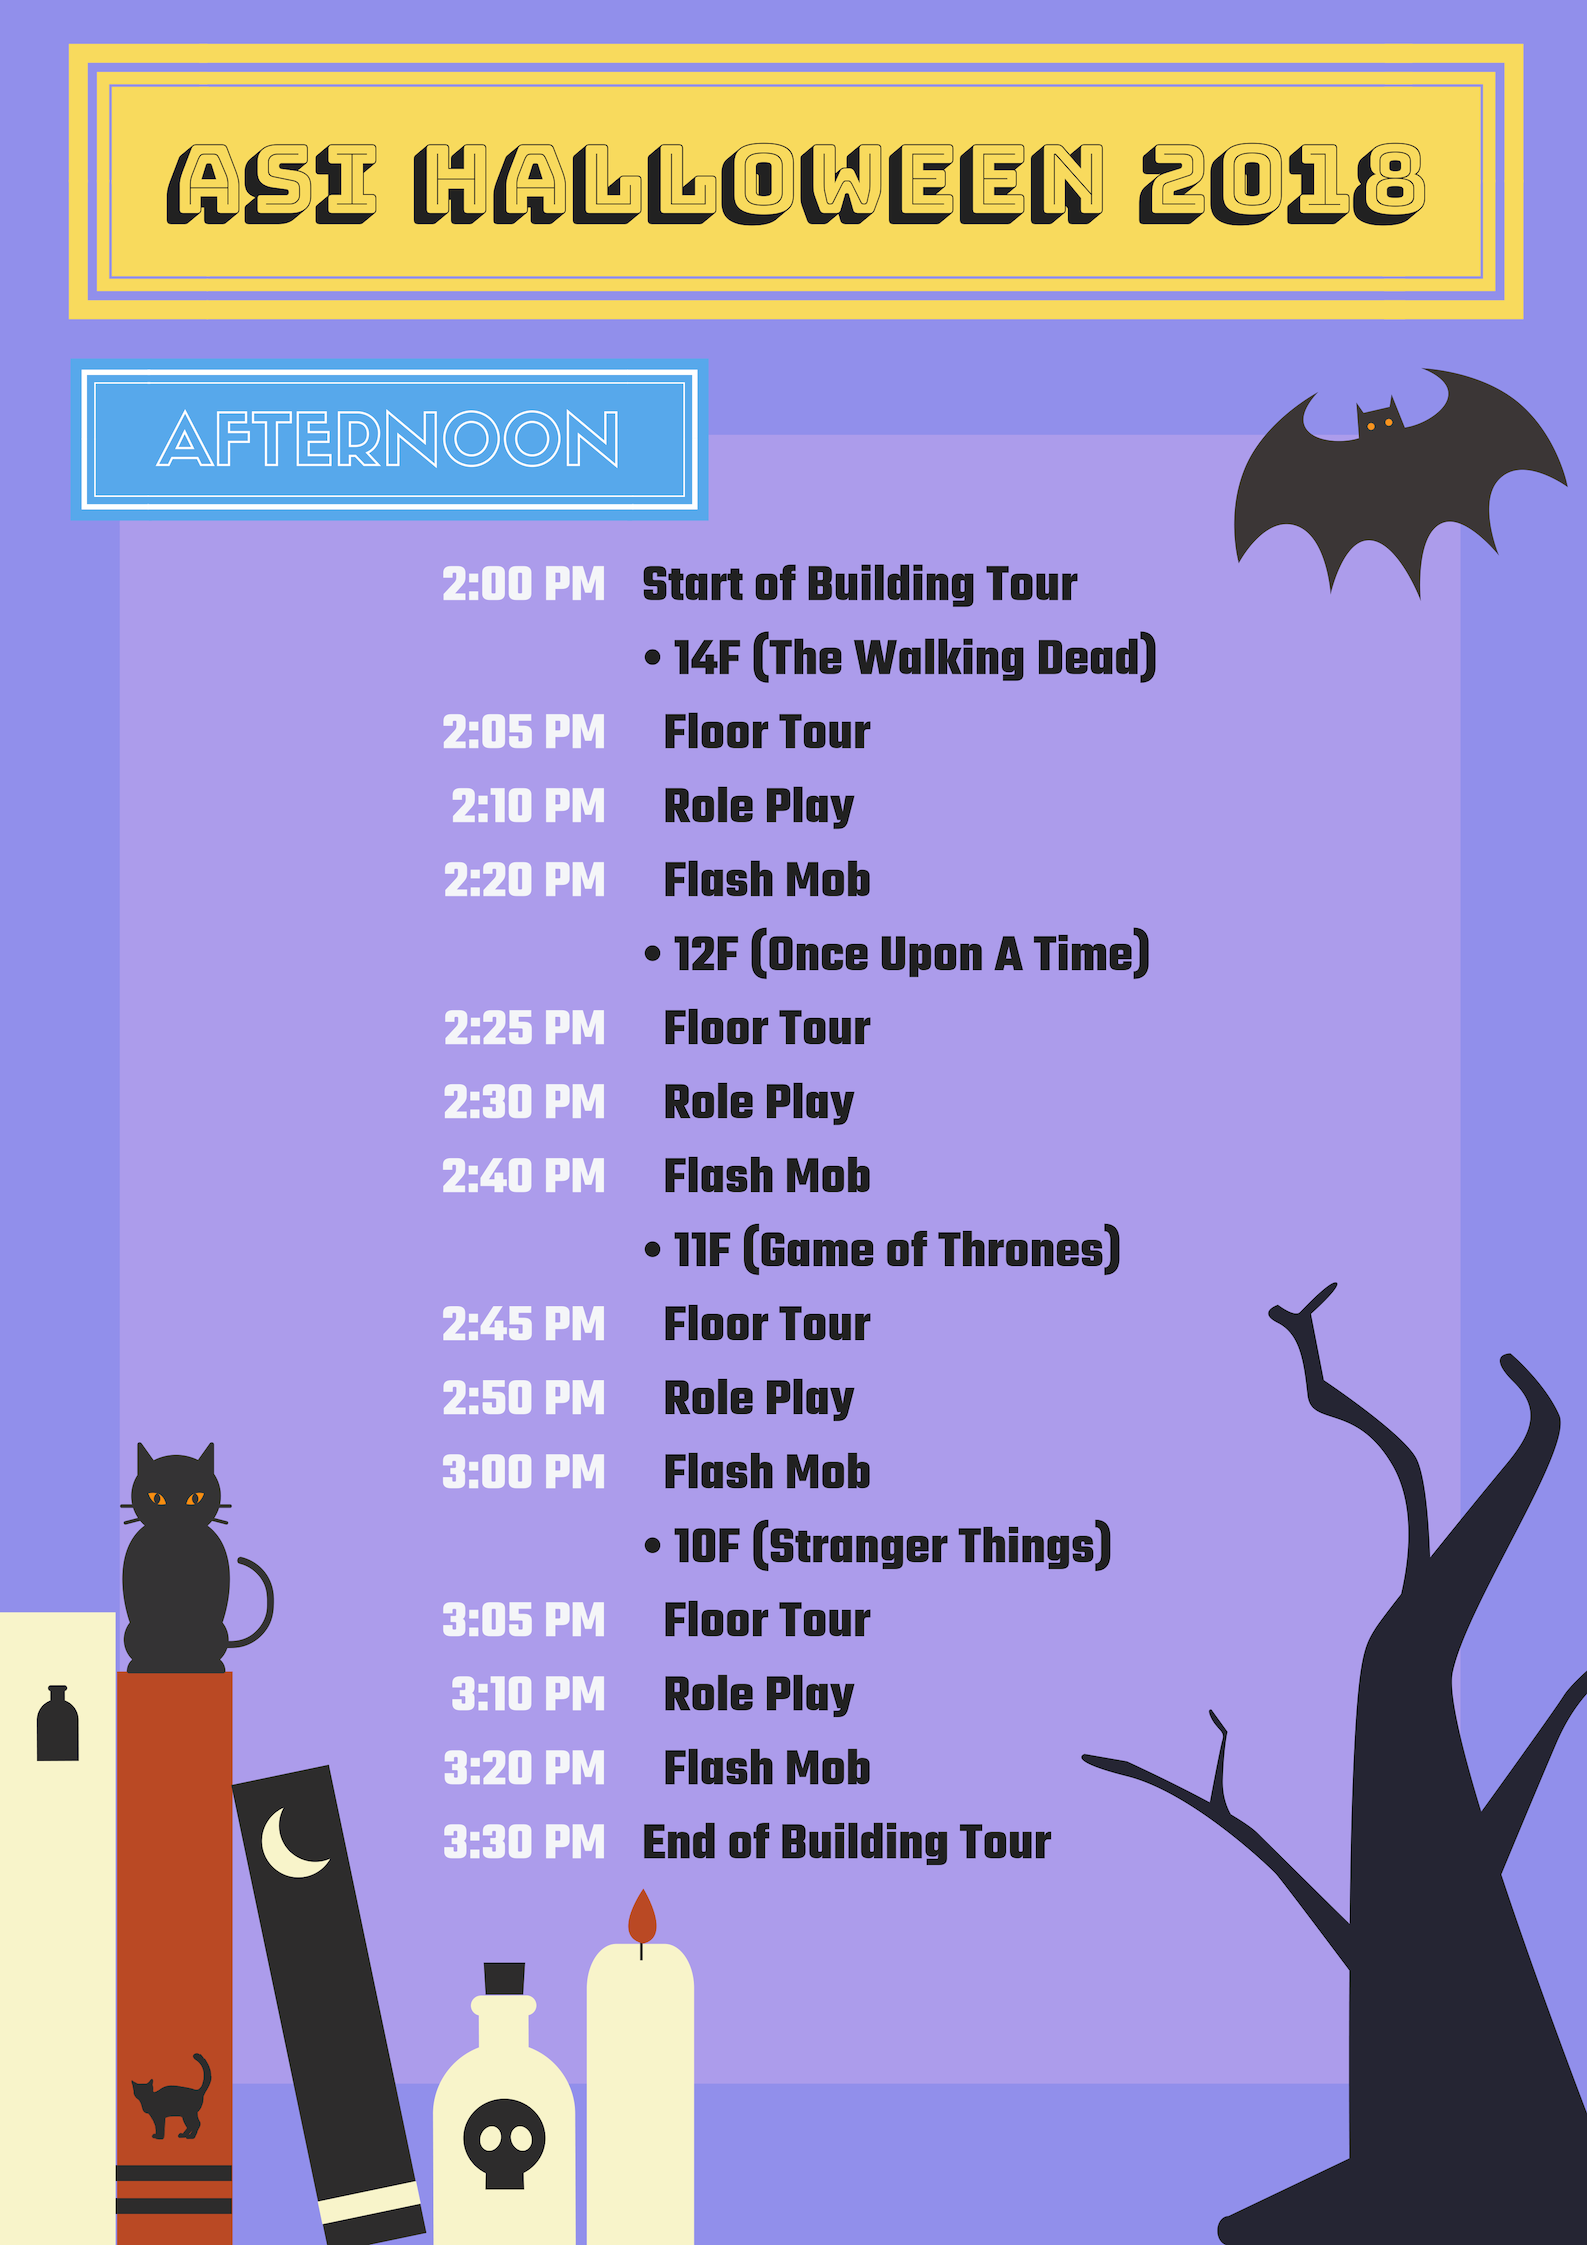 ASI HALLOWEEN 2018
AFTERNOON
2:00 PM Start of Building Tour
• 14F (The Walking Dead)
2:05 PM Floor Tour
2:10 PM Role Play
2:20 PM Flash Mob
• 12F (Once Upon A Time)
2:25 PM Floor Tour
2:30 PM Role Play
2:40 PM Flash Mob
• 11F (Game of Thrones)
2:45 PM Floor Tour
2:50 PM Role Play
3:00 PM Flash Mob
• 10F (Stranger Things)
3:05 PM Floor Tour
3:10 PM Role Play
3:20 PM Flash Mob
3:30 PM End of Building Tour